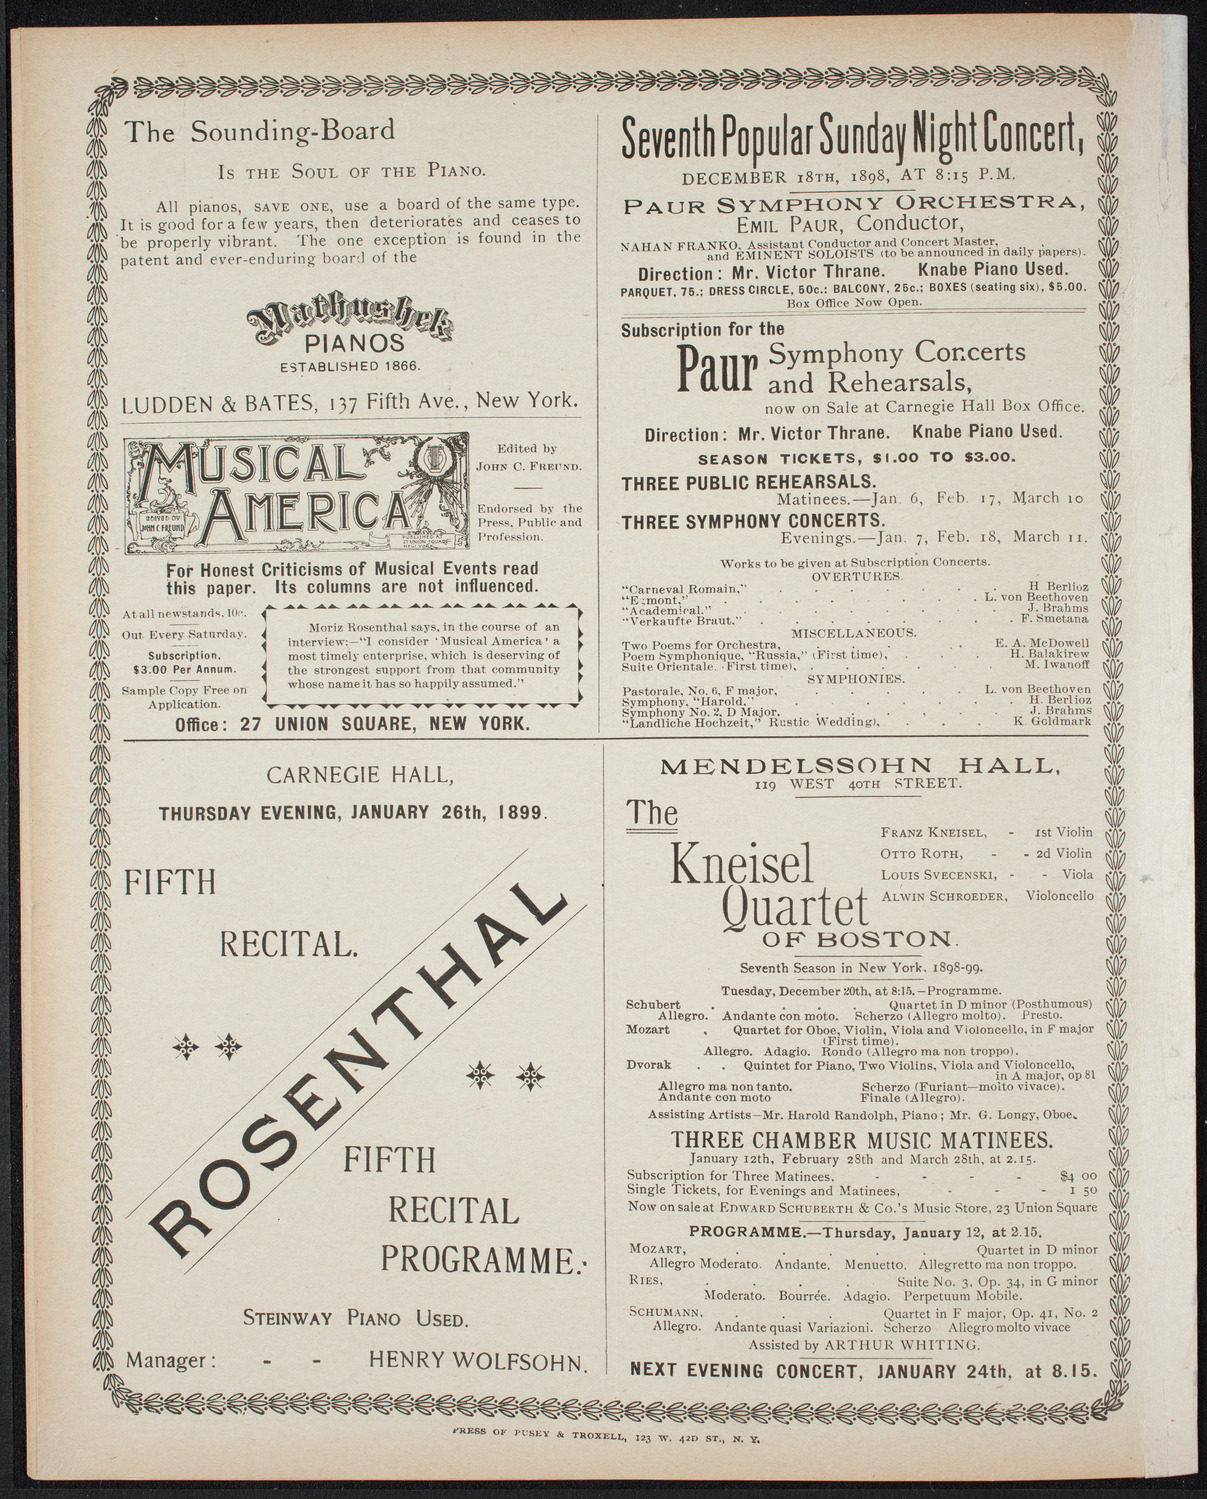 The Sounding-Board
Is the Soul of the Piano.
All pianos, save one, use a board of the same type.
It is good for a few years, then deteriorates and ceases to
be properly vibrant. The one exception is found in the
patent and ever-enduring board of the
Mathushek
PIANOS
ESTABLISHED 1866.
LUDDEN & BATES, 137 Fifth Ave., New York.
MUSICAL
AMERICA
EDITED BY
JOHN C FREUND
PUBLISHED AT
27 UNION SQUARE
NEW YORK
Edited by
John C. Freund.
Endorsed by the
Press, Public and
Profession.
For Honest Criticisms of Musical Events read
this paper. Its columns are not influenced.
At all newstands, 10c.
Out Every Saturday.
Subscription,
$3.00 Per Annum.
Sample Copy Free on
Application.
Moriz Rosenthal says, in the course of an
interview:—"I consider 'Musical America' a
most timely enterprise, which is deserving of
the strongest support from that community
whose name it has so happily assumed."
Office: 27 UNION SQUARE, NEW YORK.
Seventh Popular Sunday Night Concert,
DECEMBER 18TH, 1898, AT 8:15 P.M.
Paur Symphony Orchestra,
Emil Paur, Conductor,
NAHAN FRANKO, Assistant Conductor and Concert Master,
and EMINENT SOLOISTS (to be announced in daily papers).
Direction: Mr. Victor Thrane. Knabe Piano Used.
PARQUET, 75.; DRESS CIRCLE, 50c.; BALCONY, 25c.; BOXES (seating six), $5.00.
Box Office Now Open.
Subscription for the
Paur Symphony Concerts
and Rehearsals,
now on Sale at Carnegie Hall Box Office.
Direction: Mr. Victor Thrane. Knabe Piano Used.
SEASON TICKETS, $1.00 TO $3.00.
THREE PUBLIC REHEARSALS.
Matinees.—Jan. 6, Feb. 17, March 10
THREE SYMPHONY CONCERTS.
Evenings.—Jan. 7, Feb. 18, March 11.
Works to be given at Subscription Concerts.
OVERTURES.
"Carneval Romain," . . . . . . H Berlioz
"Egmont," . . . . . . L. von Beethoven
"Academical," . . . . . . J. Brahms
"Verkaufte Braut," . . . . . . F. Smetana
MISCELLANEOUS.
Two Poems for Orchestra, . . . . E. A. McDowell
Poem Symphonique, "Russia," (First time), . . . H. Balakirew
Suite Orientale, (First time), . . . . M. Iwanoff
SYMPHONIES.
Pastorale, No. 6, F major, . . . . L. von Beethoven
Symphony, "Harold," . . . . . H. Berlioz
Symphony No. 2, D Major, . . . . J. Brahms
"Landliche Hochzeit," Rustic Wedding), . . . K. Goldmark
CARNEGIE HALL,
THURSDAY EVENING, JANUARY 26th, 1899.
FIFTH
RECITAL.
ROSENTHAL
FIFTH
RECITAL
PROGRAMME.
Steinway Piano Used.
Manager: - - HENRY WOLFSOHN.
MENDELSSOHN HALL,
119 WEST 40TH STREET.
The
Kneisel
Quartet
OF BOSTON.
Franz Kneisel, - 1st Violin
Otto Roth, - - 2d Violin
Louis Svecenski, - - Viola
Alwin Schroeder, Violoncello
Seventh Season in New York, 1898-99.
Tuesday, December 20th, at 8:15.—Programme.
Schubert . . . . Quartet in D minor (Posthumous)
Allegro. Andante con moto. Scherzo (Allegro molto). Presto.
Mozart . Quartet for Oboe, Violin, Viola and Violoncello, in F major
(First time).
Allegro. Adagio. Rondo (Allegro ma non troppo).
Dvorak . . Quintet for Piano, Two Violins, Viola and Violoncello,
in A major, op 81
Allegro ma non tanto. Scherzo (Furiant—molto vivace).
Andante con moto Finale (Allegro).
Assisting Artists—Mr. Harold Randolph, Piano; Mr. G. Longy, Oboe.
THREE CHAMBER MUSIC MATINEES.
January 12th, February 28th and March 28th, at 2.15.
Subscription for Three Matinees, - - - - $4 00
Single Tickets, for Evenings and Matinees, - - - 1 50
Now on sale at Edward Schuberth & Co.'s Music Store, 23 Union Square
PROGRAMME.—Thursday, January 12, at 2.15.
Mozart, . . . . . Quartet in D minor
Allegro Moderato. Andante. Menuetto. Allegretto ma non troppo.
Ries, . . . . Suite No. 3, Op. 34, in G minor
Moderato. Bourrée. Adagio. Perpetuum Mobile.
Schumann, . . . Quartet in F major, Op. 41, No. 2
Allegro. Andante quasi Variazioni. Scherzo Allegro molto vivace
Assisted by ARTHUR WHITING.
NEXT EVENING CONCERT, JANUARY 24th, at 8.15.
PRESS OF PUSEY & TROXELL, 123 W. 42D ST., N. Y.